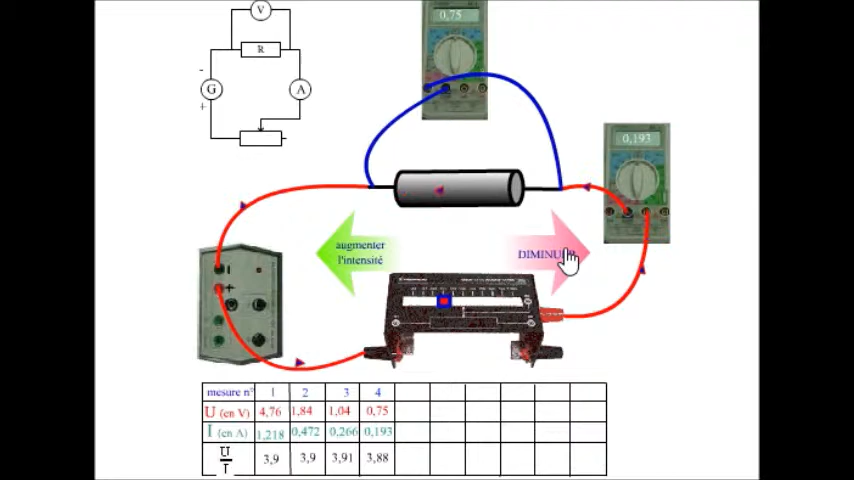 V
0,75
R
-
G
A
+
0,193
augmenter
l'intensité
DIMINU
+
mesure n° 1 2 3 4
U (en V) 4,76 1,84 1,04 0,75
I (en A) 1,218 0,472 0,266 0,193
U
I
3,9 3,9 3,91 3,88